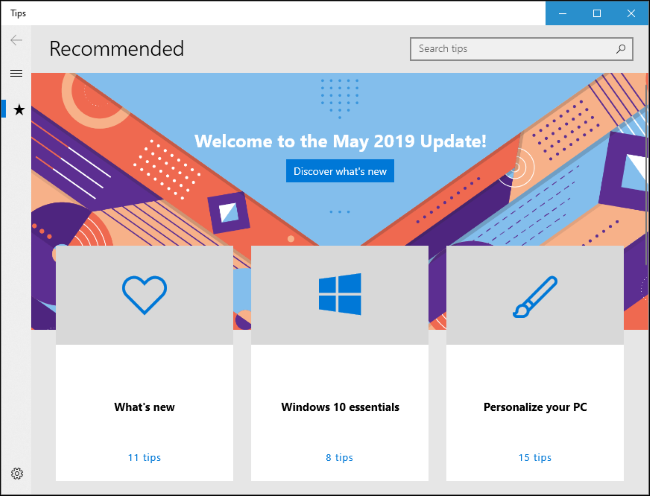 Tips
Recommended
Search tips
Welcome to the May 2019 Update!
Discover what's new
What's new
Windows 10 essentials
Personalize your PC
11 tips
8 tips
15 tips